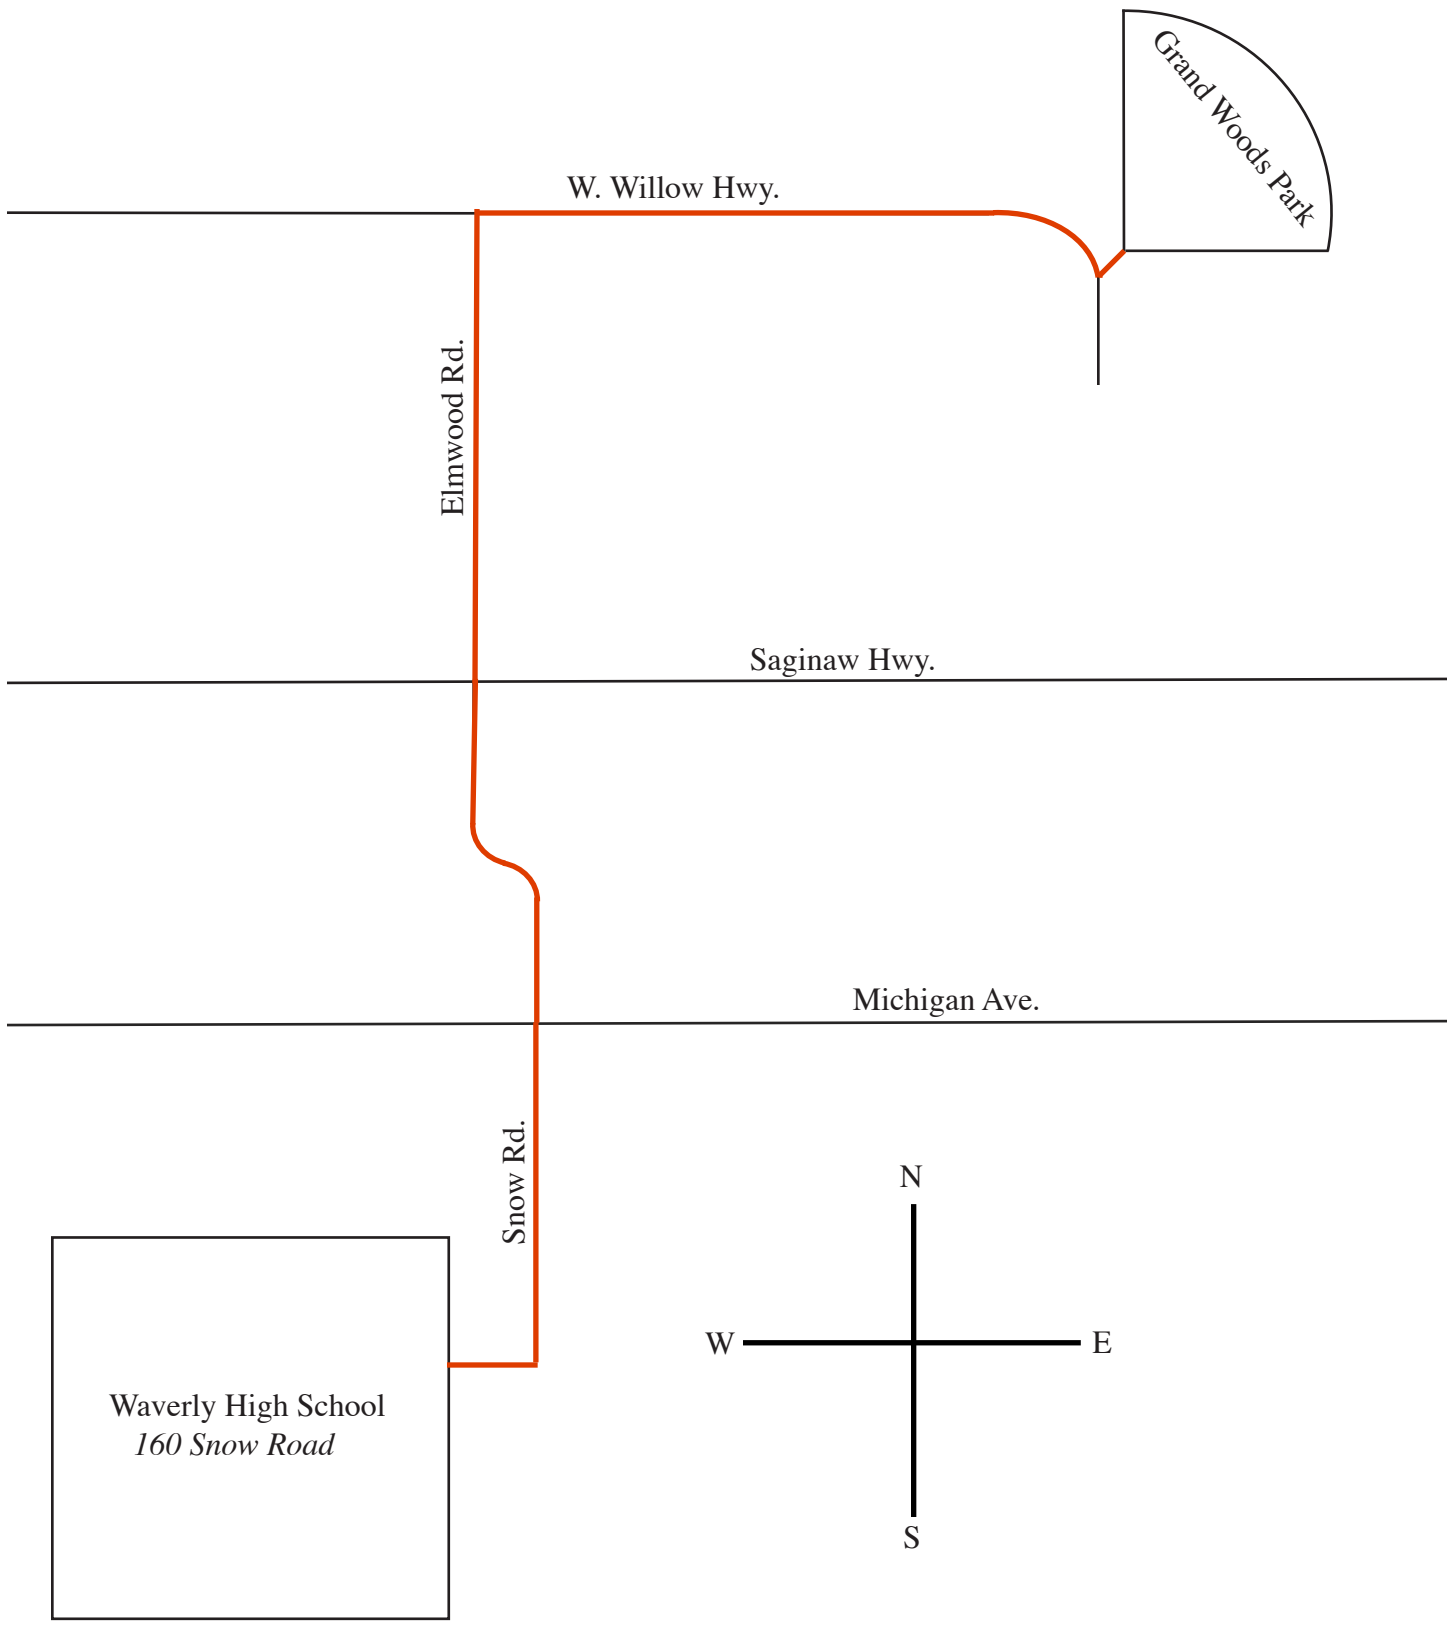 Grand Woods Park
W. Willow Hwy.
Elmwood Rd.
Saginaw Hwy.
Michigan Ave.
Snow Rd.
N
W
E
S
Waverly High School
160 Snow Road